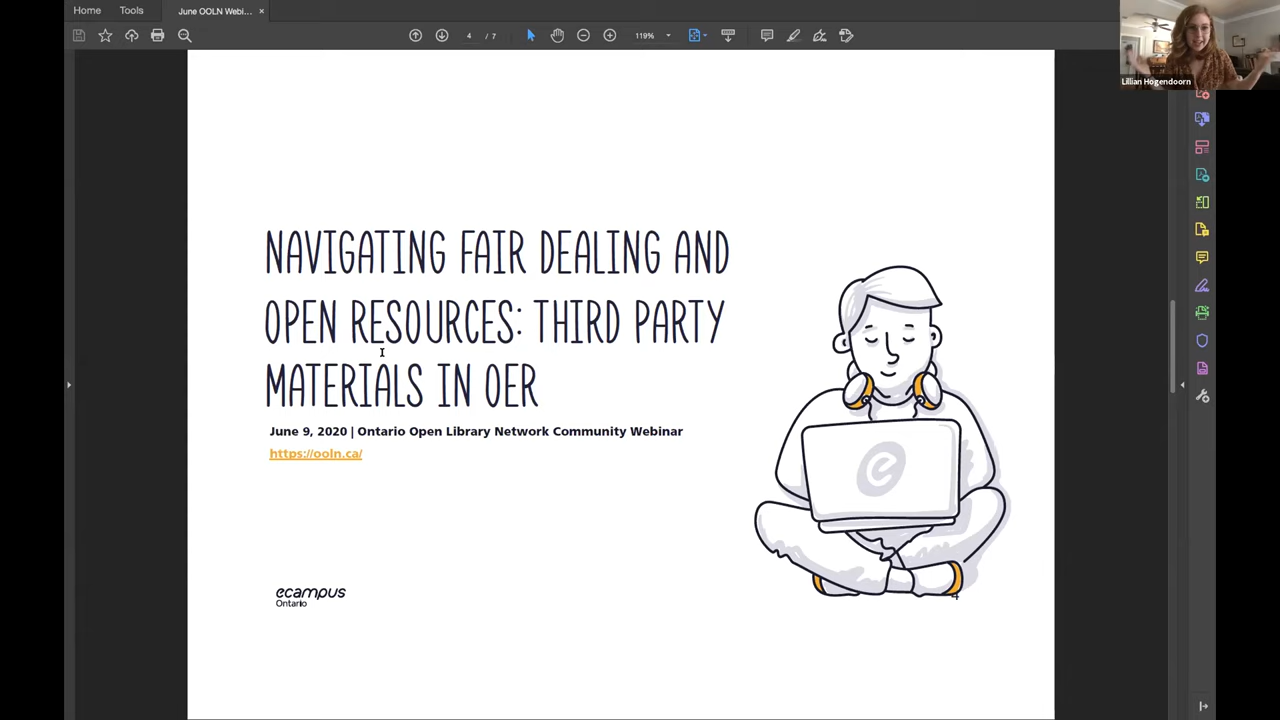 Home
Tools
June OOLN Webi...
×
4 / 7
119%
Lillian Hogendoorn
NAVIGATING FAIR DEALING AND
OPEN RESOURCES: THIRD PARTY
MATERIALS IN OER
June 9, 2020 | Ontario Open Library Network Community Webinar
https://ooln.ca/
e
ecampus
Ontario
4